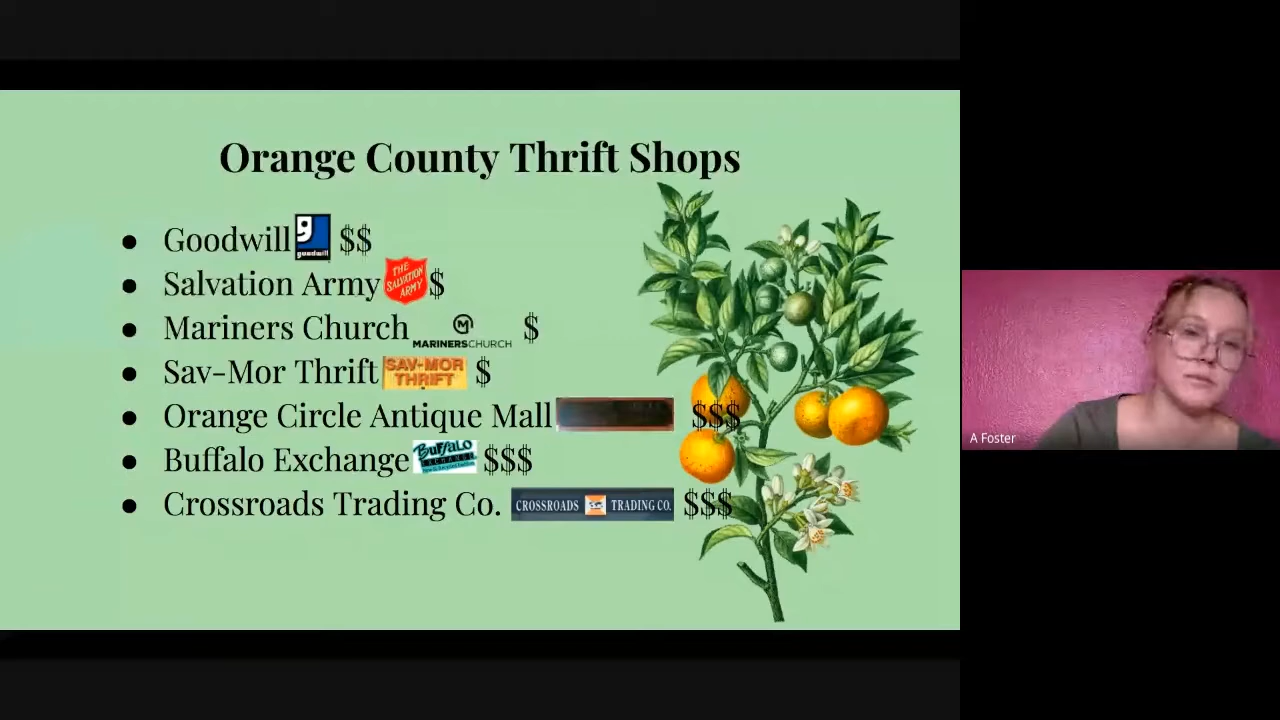 Orange County Thrift Shops
● Goodwill goodwill $$
● Salvation Army THE SALVATION ARMY $
● Mariners Church MARINERSCHURCH $
● Sav-Mor Thrift SAV-MOR THRIFT $
● Orange Circle Antique Mall $$$
● Buffalo Exchange BUFFALO EXCHANGE $$$
● Crossroads Trading Co. CROSSROADS TRADING CO. $$$
A Foster